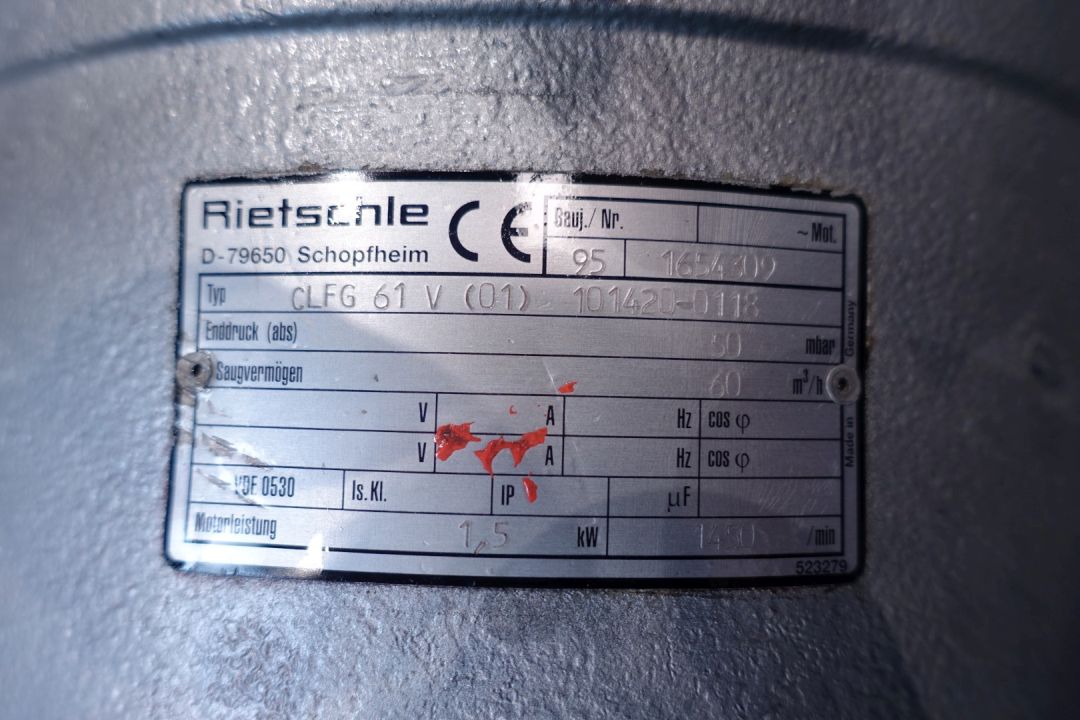 Rietschle CE
D-79650 Schopfheim
Bauj./ Nr. ~ Mot.
95 1654309
Typ CLFG 61 V (01) 101420-0118
Enddruck (abs) 50 mbar
Saugvermögen 60 m³/h
V A Hz cos φ
V A Hz cos φ
VDE 0530 Is. Kl. IP µF
Motorleistung 1,5 kW 1450 /min
523279
Made in Germany